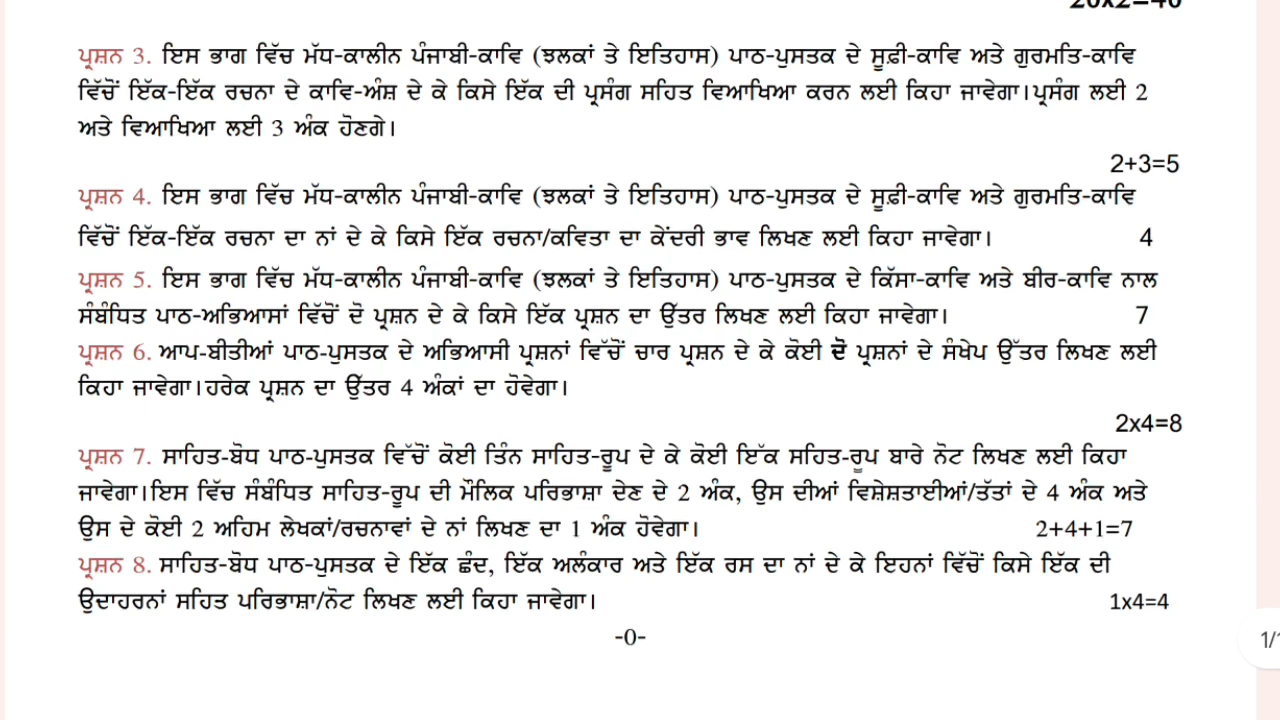 20x2=40
ਪ੍ਰਸ਼ਨ 3. ਇਸ ਭਾਗ ਵਿੱਚ ਮੱਧ-ਕਾਲੀਨ ਪੰਜਾਬੀ-ਕਾਵਿ (ਝਲਕਾਂ ਤੇ ਇਤਿਹਾਸ) ਪਾਠ-ਪੁਸਤਕ ਦੇ ਸੂਫ਼ੀ-ਕਾਵਿ ਅਤੇ ਗੁਰਮਤਿ-ਕਾਵਿ
ਵਿੱਚੋਂ ਇੱਕ-ਇੱਕ ਰਚਨਾ ਦੇ ਕਾਵਿ-ਅੰਸ਼ ਦੇ ਕੇ ਕਿਸੇ ਇੱਕ ਦੀ ਪ੍ਰਸੰਗ ਸਹਿਤ ਵਿਆਖਿਆ ਕਰਨ ਲਈ ਕਿਹਾ ਜਾਵੇਗਾ।ਪ੍ਰਸੰਗ ਲਈ 2
ਅਤੇ ਵਿਆਖਿਆ ਲਈ 3 ਅੰਕ ਹੋਣਗੇ।
2+3=5
ਪ੍ਰਸ਼ਨ 4. ਇਸ ਭਾਗ ਵਿੱਚ ਮੱਧ-ਕਾਲੀਨ ਪੰਜਾਬੀ-ਕਾਵਿ (ਝਲਕਾਂ ਤੇ ਇਤਿਹਾਸ) ਪਾਠ-ਪੁਸਤਕ ਦੇ ਸੂਫ਼ੀ-ਕਾਵਿ ਅਤੇ ਗੁਰਮਤਿ-ਕਾਵਿ
ਵਿੱਚੋਂ ਇੱਕ-ਇੱਕ ਰਚਨਾ ਦਾ ਨਾਂ ਦੇ ਕੇ ਕਿਸੇ ਇੱਕ ਰਚਨਾ/ਕਵਿਤਾ ਦਾ ਕੇਂਦਰੀ ਭਾਵ ਲਿਖਣ ਲਈ ਕਿਹਾ ਜਾਵੇਗਾ। 4
ਪ੍ਰਸ਼ਨ 5. ਇਸ ਭਾਗ ਵਿੱਚ ਮੱਧ-ਕਾਲੀਨ ਪੰਜਾਬੀ-ਕਾਵਿ (ਝਲਕਾਂ ਤੇ ਇਤਿਹਾਸ) ਪਾਠ-ਪੁਸਤਕ ਦੇ ਕਿੱਸਾ-ਕਾਵਿ ਅਤੇ ਬੀਰ-ਕਾਵਿ ਨਾਲ
ਸੰਬੰਧਿਤ ਪਾਠ-ਅਭਿਆਸਾਂ ਵਿੱਚੋਂ ਦੋ ਪ੍ਰਸ਼ਨ ਦੇ ਕੇ ਕਿਸੇ ਇੱਕ ਪ੍ਰਸ਼ਨ ਦਾ ਉੱਤਰ ਲਿਖਣ ਲਈ ਕਿਹਾ ਜਾਵੇਗਾ। 7
ਪ੍ਰਸ਼ਨ 6. ਆਪ-ਬੀਤੀਆਂ ਪਾਠ-ਪੁਸਤਕ ਦੇ ਅਭਿਆਸੀ ਪ੍ਰਸ਼ਨਾਂ ਵਿੱਚੋਂ ਚਾਰ ਪ੍ਰਸ਼ਨ ਦੇ ਕੇ ਕੋਈ ਦੋ ਪ੍ਰਸ਼ਨਾਂ ਦੇ ਸੰਖੇਪ ਉੱਤਰ ਲਿਖਣ ਲਈ
ਕਿਹਾ ਜਾਵੇਗਾ।ਹਰੇਕ ਪ੍ਰਸ਼ਨ ਦਾ ਉੱਤਰ 4 ਅੰਕਾਂ ਦਾ ਹੋਵੇਗਾ।
2x4=8
ਪ੍ਰਸ਼ਨ 7. ਸਾਹਿਤ-ਬੋਧ ਪਾਠ-ਪੁਸਤਕ ਵਿੱਚੋਂ ਕੋਈ ਤਿੰਨ ਸਾਹਿਤ-ਰੂਪ ਦੇ ਕੇ ਕੋਈ ਇੱਕ ਸਹਿਤ-ਰੂਪ ਬਾਰੇ ਨੋਟ ਲਿਖਣ ਲਈ ਕਿਹਾ
ਜਾਵੇਗਾ।ਇਸ ਵਿੱਚ ਸੰਬੰਧਿਤ ਸਾਹਿਤ-ਰੂਪ ਦੀ ਮੌਲਿਕ ਪਰਿਭਾਸ਼ਾ ਦੇਣ ਦੇ 2 ਅੰਕ, ਉਸ ਦੀਆਂ ਵਿਸ਼ੇਸ਼ਤਾਈਆਂ/ਤੱਤਾਂ ਦੇ 4 ਅੰਕ ਅਤੇ
ਉਸ ਦੇ ਕੋਈ 2 ਅਹਿਮ ਲੇਖਕਾਂ/ਰਚਨਾਵਾਂ ਦੇ ਨਾਂ ਲਿਖਣ ਦਾ 1 ਅੰਕ ਹੋਵੇਗਾ। 2+4+1=7
ਪ੍ਰਸ਼ਨ 8. ਸਾਹਿਤ-ਬੋਧ ਪਾਠ-ਪੁਸਤਕ ਦੇ ਇੱਕ ਛੰਦ, ਇੱਕ ਅਲੰਕਾਰ ਅਤੇ ਇੱਕ ਰਸ ਦਾ ਨਾਂ ਦੇ ਕੇ ਇਹਨਾਂ ਵਿੱਚੋਂ ਕਿਸੇ ਇੱਕ ਦੀ
ਉਦਾਹਰਨਾਂ ਸਹਿਤ ਪਰਿਭਾਸ਼ਾ/ਨੋਟ ਲਿਖਣ ਲਈ ਕਿਹਾ ਜਾਵੇਗਾ। 1x4=4
-0-